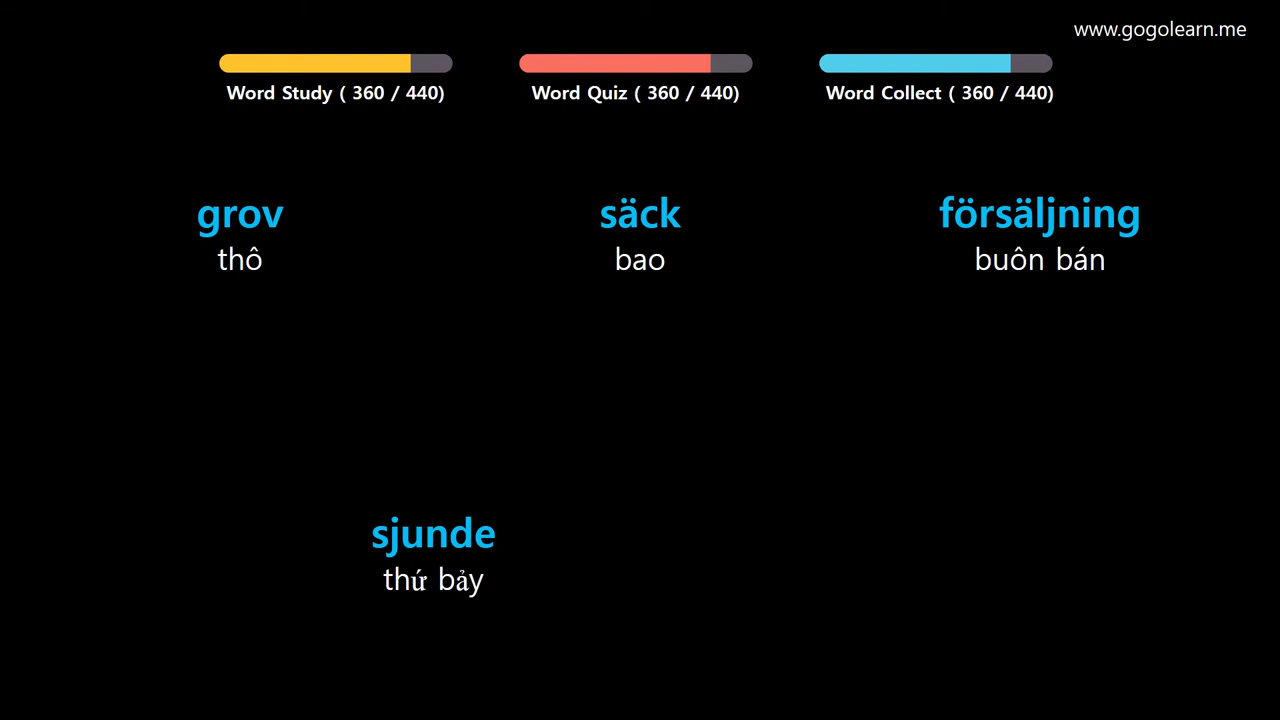 www.gogolearn.me
Word Study ( 360 / 440)
Word Quiz ( 360 / 440)
Word Collect ( 360 / 440)
grov
thô
säck
bao
försäljning
buôn bán
sjunde
thứ bảy